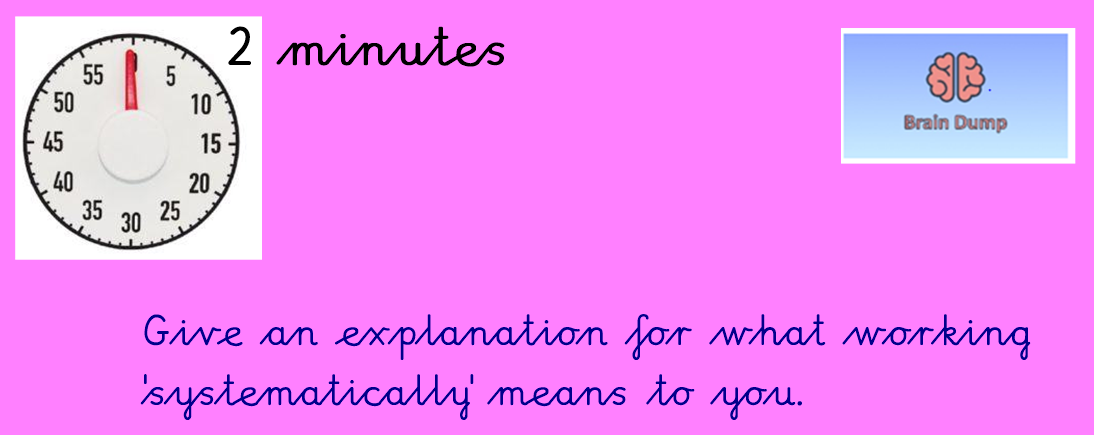 2 minutes
55
5
50
10
45
15
40
20
35
25
30
Brain Dump
Give an explanation for what working
'systematically' means to you.